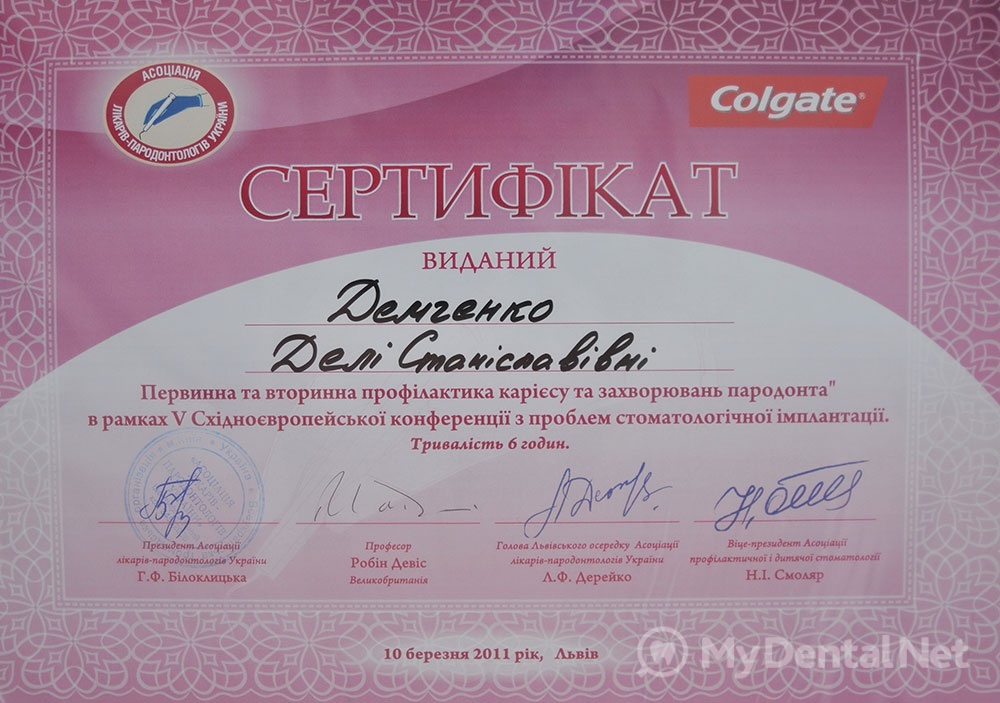 АСОЦІАЦІЯ
ЛІКАРІВ-ПАРОДОНТОЛОГІВ УКРАЇНИ
Colgate®
СЕРТИФІКАТ
ВИДАНИЙ
Демченко
Делі Станіславівні
Первинна та вторинна профілактика карієсу та захворювань пародонта"
в рамках V Східноєвропейської конференції з проблем стоматологічної імплантації.
Тривалість 6 годин.
Президент Асоціації
лікарів-пародонтологів України
Г.Ф. Білоклицька
Професор
Робін Девіс
Великобританія
Голова Львівського осередку Асоціації
лікарів-пародонтологів України
Л.Ф. Дерейко
Віце-президент Асоціації
профілактичної і дитячої стоматології
Н.І. Смоляр
10 березня 2011 рік, Львів
MyDentalNet